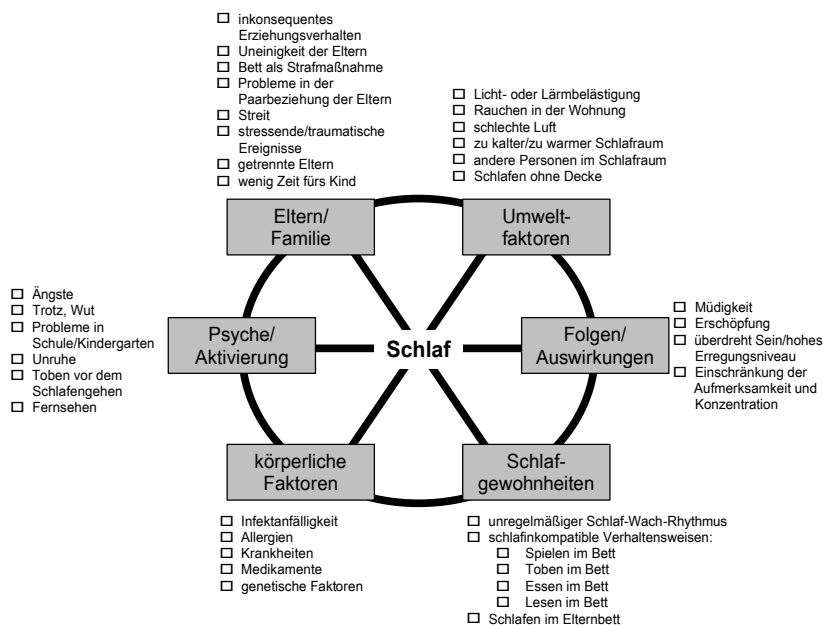 ☐ inkonsequentes
Erziehungsverhalten
☐ Uneinigkeit der Eltern
☐ Bett als Strafmaßnahme
☐ Probleme in der
Paarbeziehung der Eltern
☐ Streit
☐ stressende/traumatische
Ereignisse
☐ getrennte Eltern
☐ wenig Zeit fürs Kind
☐ Licht- oder Lärmbelästigung
☐ Rauchen in der Wohnung
☐ schlechte Luft
☐ zu kalter/zu warmer Schlafraum
☐ andere Personen im Schlafraum
☐ Schlafen ohne Decke
Eltern/
Familie
Umwelt-
faktoren
☐ Ängste
☐ Trotz, Wut
☐ Probleme in
Schule/Kindergarten
☐ Unruhe
☐ Toben vor dem
Schlafengehen
☐ Fernsehen
Psyche/
Aktivierung
Schlaf
Folgen/
Auswirkungen
☐ Müdigkeit
☐ Erschöpfung
☐ überdreht Sein/hohes
Erregungsniveau
☐ Einschränkung der
Aufmerksamkeit und
Konzentration
körperliche
Faktoren
Schlaf-
gewohnheiten
☐ Infektanfälligkeit
☐ Allergien
☐ Krankheiten
☐ Medikamente
☐ genetische Faktoren
☐ unregelmäßiger Schlaf-Wach-Rhythmus
☐ schlafinkompatible Verhaltensweisen:
☐ Spielen im Bett
☐ Toben im Bett
☐ Essen im Bett
☐ Lesen im Bett
☐ Schlafen im Elternbett